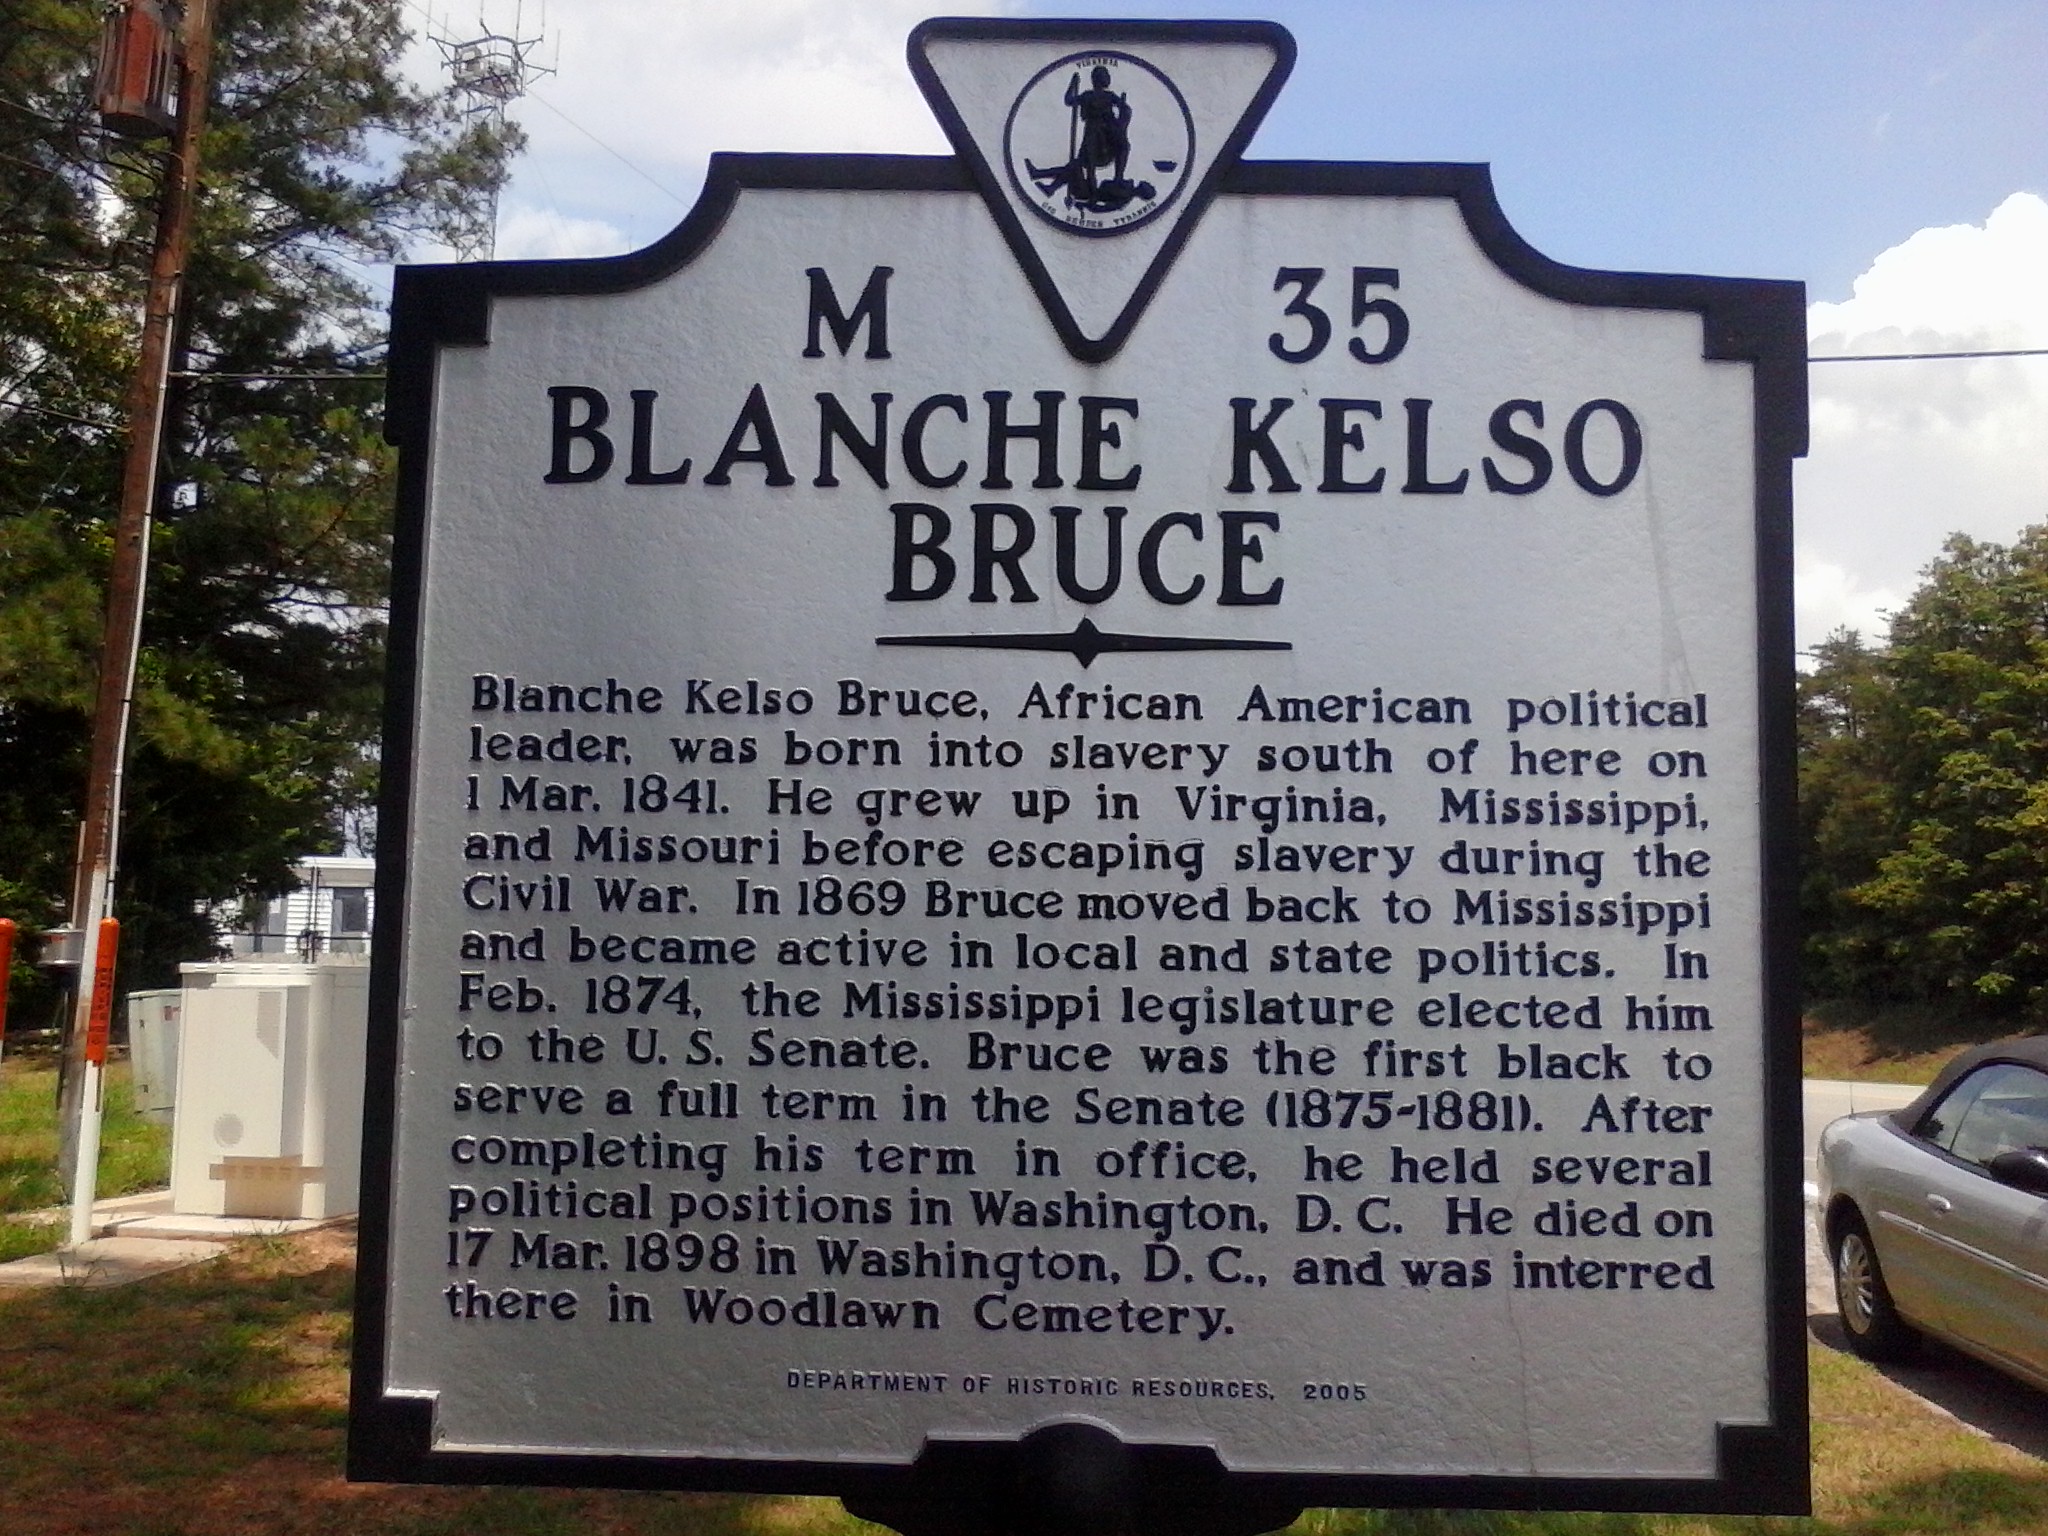 VIRGINIA
SIC SEMPER TYRANNIS
M 35
BLANCHE KELSO
BRUCE
Blanche Kelso Bruce, African American political
leader, was born into slavery south of here on
1 Mar. 1841. He grew up in Virginia, Mississippi,
and Missouri before escaping slavery during the
Civil War. In 1869 Bruce moved back to Mississippi
and became active in local and state politics. In
Feb. 1874, the Mississippi legislature elected him
to the U. S. Senate. Bruce was the first black to
serve a full term in the Senate (1875-1881). After
completing his term in office, he held several
political positions in Washington, D. C. He died on
17 Mar. 1898 in Washington, D. C., and was interred
there in Woodlawn Cemetery.
DEPARTMENT OF HISTORIC RESOURCES, 2005